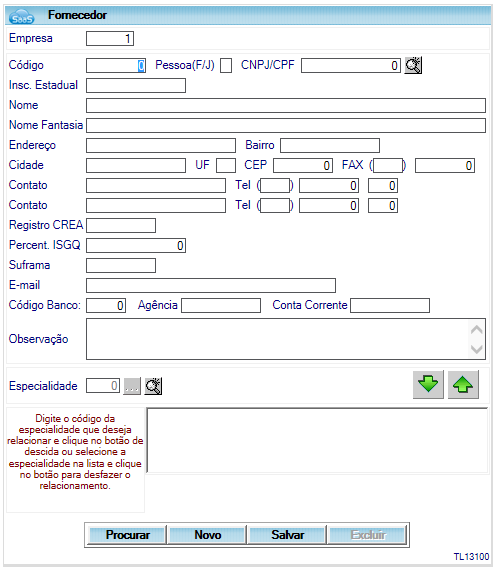 SaaS Fornecedor
Empresa 1
Código 0 Pessoa(F/J) CNPJ/CPF 0
Insc. Estadual
Nome
Nome Fantasia
Endereço Bairro
Cidade UF CEP 0 FAX ( ) 0
Contato Tel ( ) 0 0
Contato Tel ( ) 0 0
Registro CREA
Percent. ISGQ 0
Suframa
E-mail
Código Banco: 0 Agência Conta Corrente
Observação
Especialidade 0 ...
Digite o código da
especialidade que deseja
relacionar e clique no botão de
descida ou selecione a
especialidade na lista e clique
no botão para desfazer o
relacionamento.
Procurar Novo Salvar Excluir
TL13100